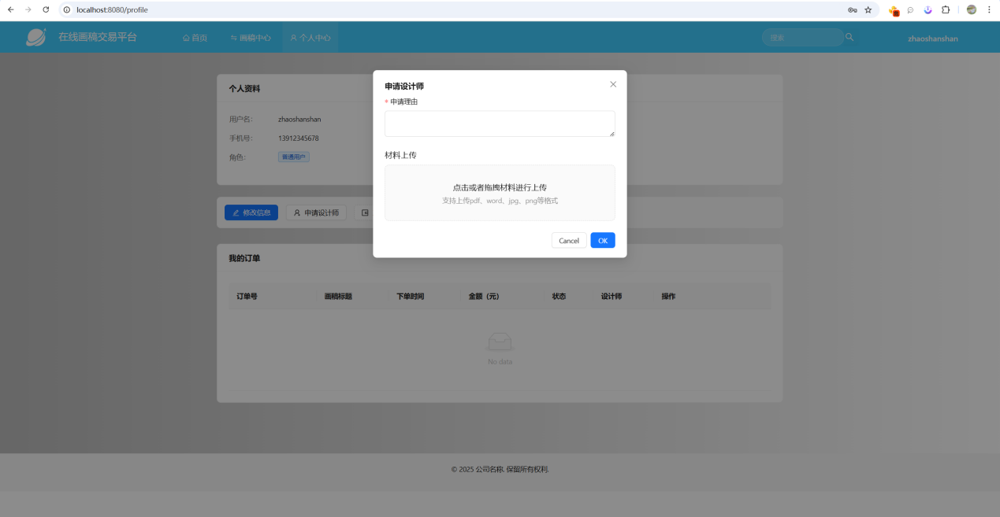 localhost:8080/profile
在线画稿交易平台
首页
画稿中心
个人中心
搜索
zhaoshanshan
个人资料
用户名:
zhaoshanshan
手机号:
13912345678
角色:
普通用户
修改信息
申请设计师
申请设计师
* 申请理由
材料上传
点击或者拖拽材料进行上传
支持上传pdf、word、jpg、png等格式
Cancel
OK
我的订单
订单号
画稿标题
下单时间
金额（元）
状态
设计师
操作
No data
© 2025 公司名称. 保留所有权利.